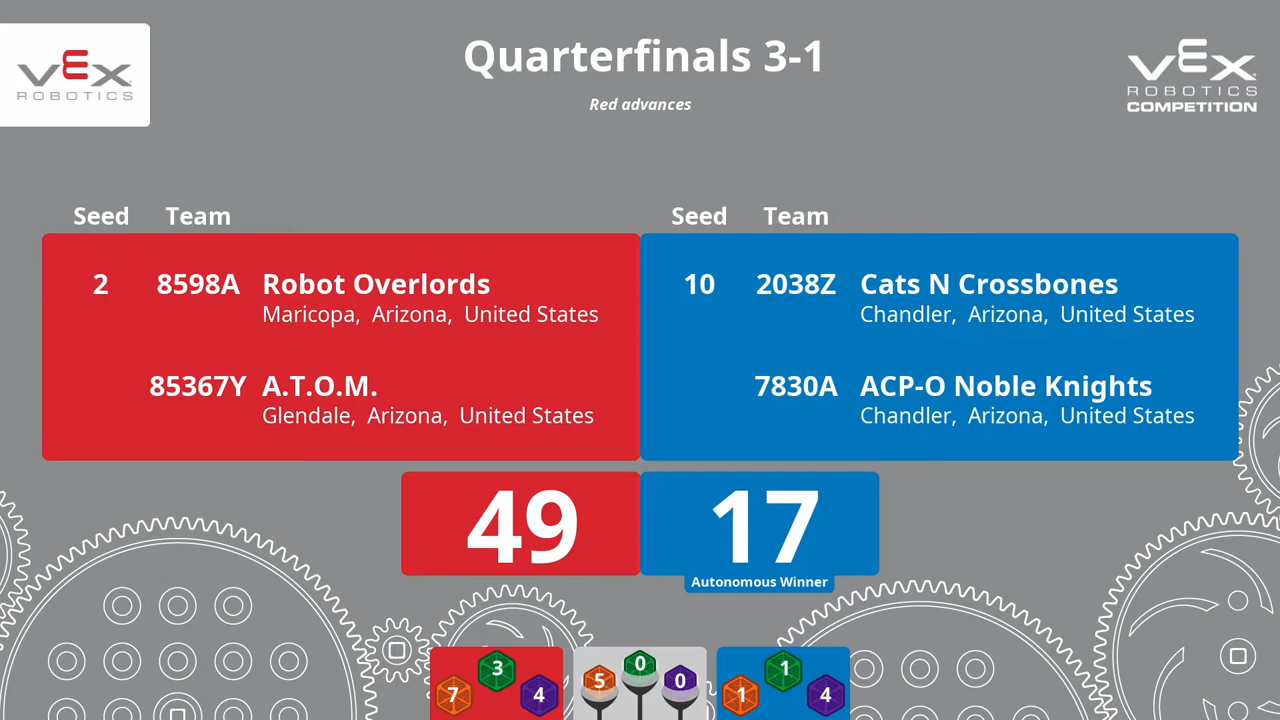 VEX
ROBOTICS
Quarterfinals 3-1
Red advances
VEX
ROBOTICS
COMPETITION
Seed Team
Seed Team
2 8598A Robot Overlords
Maricopa, Arizona, United States
85367Y A.T.O.M.
Glendale, Arizona, United States
10 2038Z Cats N Crossbones
Chandler, Arizona, United States
7830A ACP-O Noble Knights
Chandler, Arizona, United States
49
17
Autonomous Winner
7 3 4
5 0 0
1 1 4